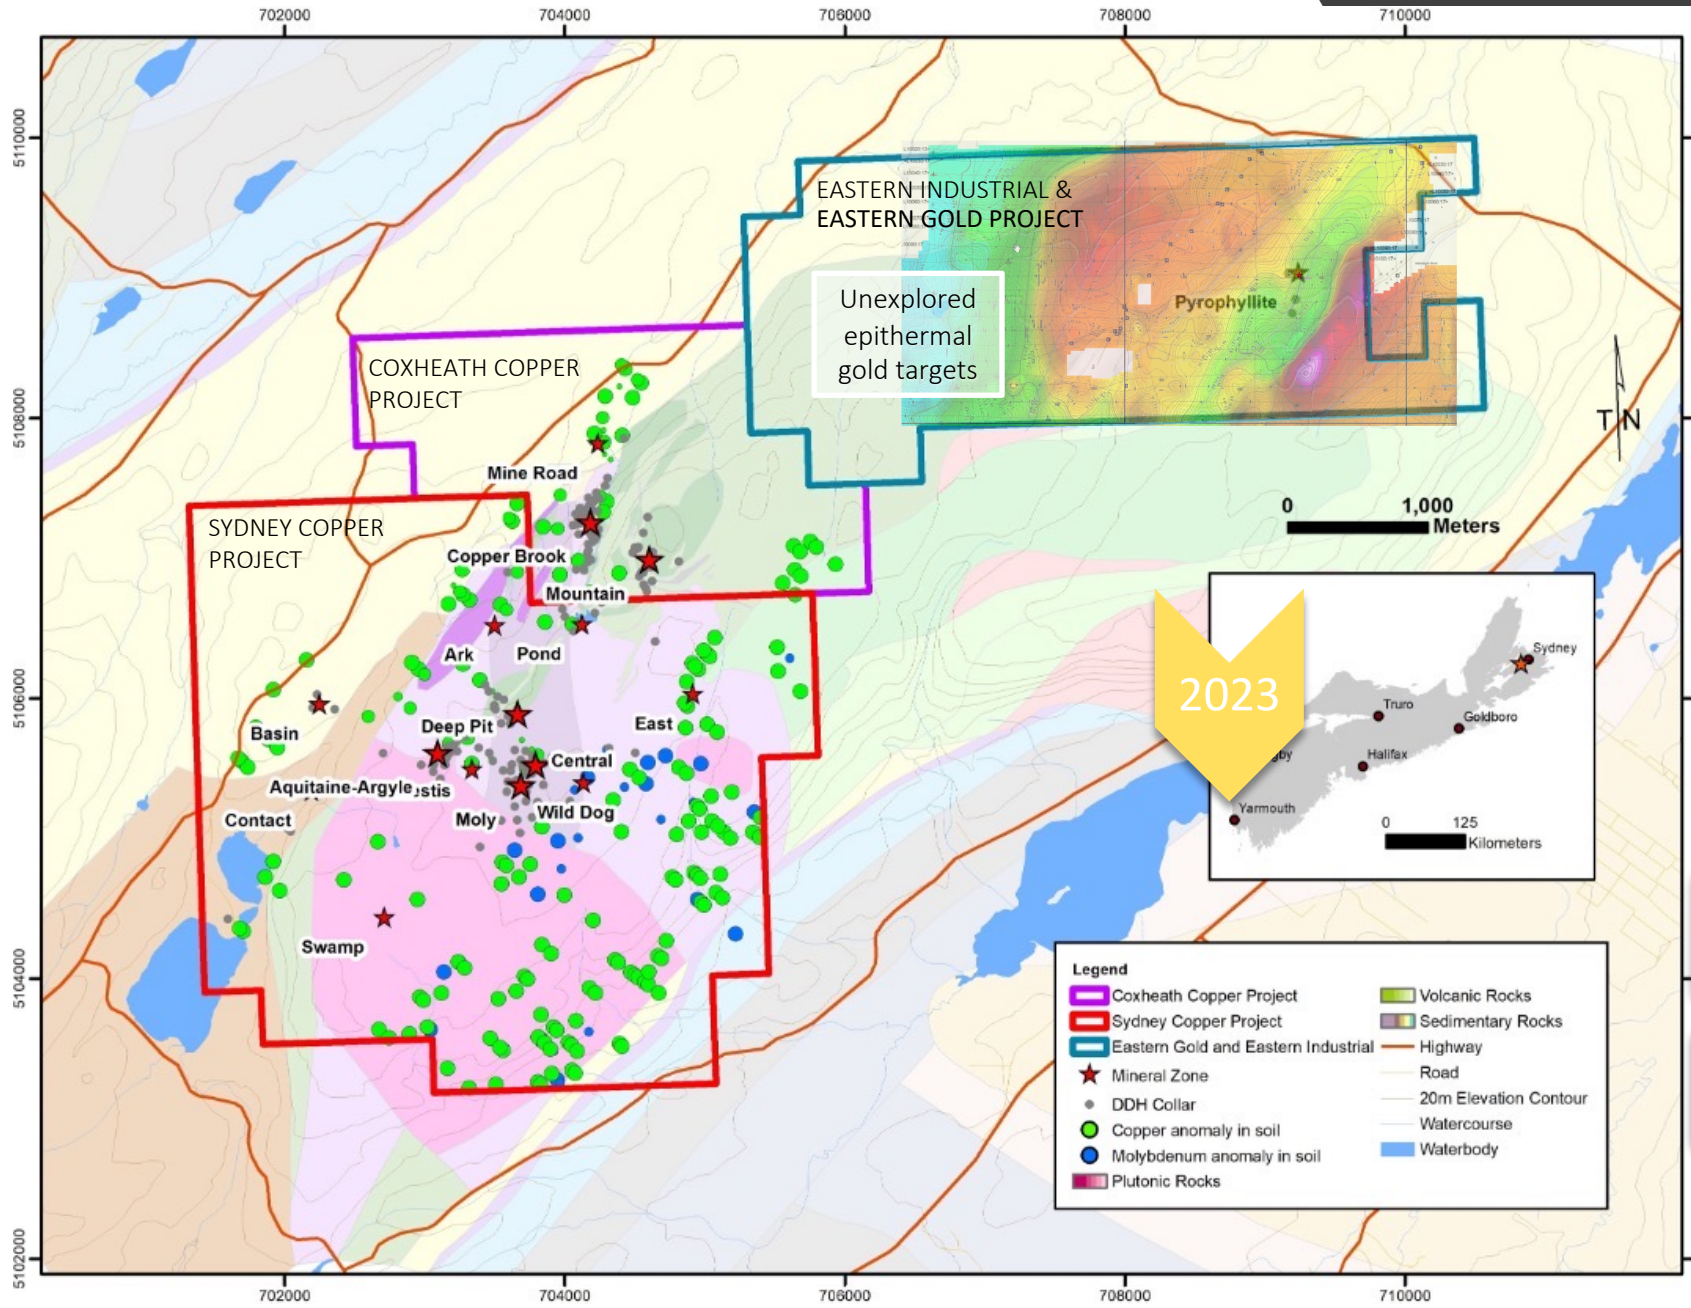 702000
704000
706000
708000
710000
5110000
5108000
5106000
5104000
5102000
EASTERN INDUSTRIAL &
EASTERN GOLD PROJECT
Unexplored
epithermal
gold targets
Pyrophyllite
COXHEATH COPPER
PROJECT
SYDNEY COPPER
PROJECT
Mine Road
Copper Brook
Mountain
Ark
Pond
Deep Pit
East
Basin
Central
Aquitaine-Argyle
Contact
Moly
Wild Dog
Swamp
T N
0 1,000
Meters
2023
Sydney
Truro
Goldboro
Halifax
Yarmouth
0 125
Kilometers
Legend
Coxheath Copper Project
Sydney Copper Project
Eastern Gold and Eastern Industrial
Mineral Zone
DDH Collar
Copper anomaly in soil
Molybdenum anomaly in soil
Plutonic Rocks
Volcanic Rocks
Sedimentary Rocks
Highway
Road
20m Elevation Contour
Watercourse
Waterbody
702000
704000
706000
708000
710000